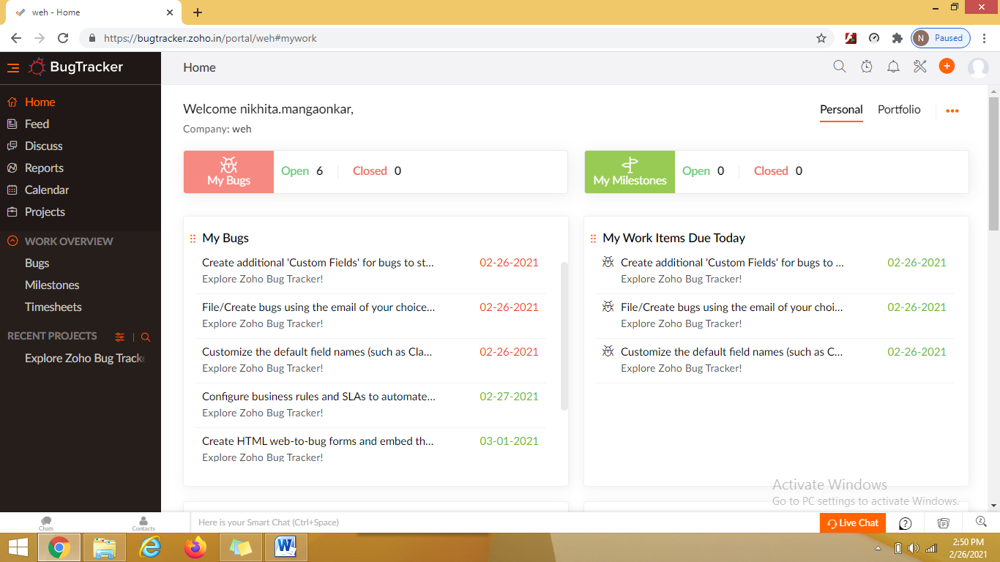 weh - Home
https://bugtracker.zoho.in/portal/weh#mywork
N Paused
BugTracker
Home
Feed
Discuss
Reports
Calendar
Projects
WORK OVERVIEW
Bugs
Milestones
Timesheets
RECENT PROJECTS
Explore Zoho Bug Track
Home
Welcome nikhita.mangaonkar,
Company: weh
Personal Portfolio
My Bugs
Open 6 Closed 0
My Milestones
Open 0 Closed 0
My Bugs
Create additional 'Custom Fields' for bugs to st... 02-26-2021
Explore Zoho Bug Tracker!
File/Create bugs using the email of your choice... 02-26-2021
Explore Zoho Bug Tracker!
Customize the default field names (such as Cla... 02-26-2021
Explore Zoho Bug Tracker!
Configure business rules and SLAs to automate... 02-27-2021
Explore Zoho Bug Tracker!
Create HTML web-to-bug forms and embed th... 03-01-2021
Explore Zoho Bug Tracker!
My Work Items Due Today
Create additional 'Custom Fields' for bugs to ... 02-26-2021
Explore Zoho Bug Tracker!
File/Create bugs using the email of your choi... 02-26-2021
Explore Zoho Bug Tracker!
Customize the default field names (such as C... 02-26-2021
Explore Zoho Bug Tracker!
Activate Windows
Go to PC settings to activate Windows.
Chats
Contacts
Here is your Smart Chat (Ctrl+Space)
Live Chat
2:50 PM
2/26/2021